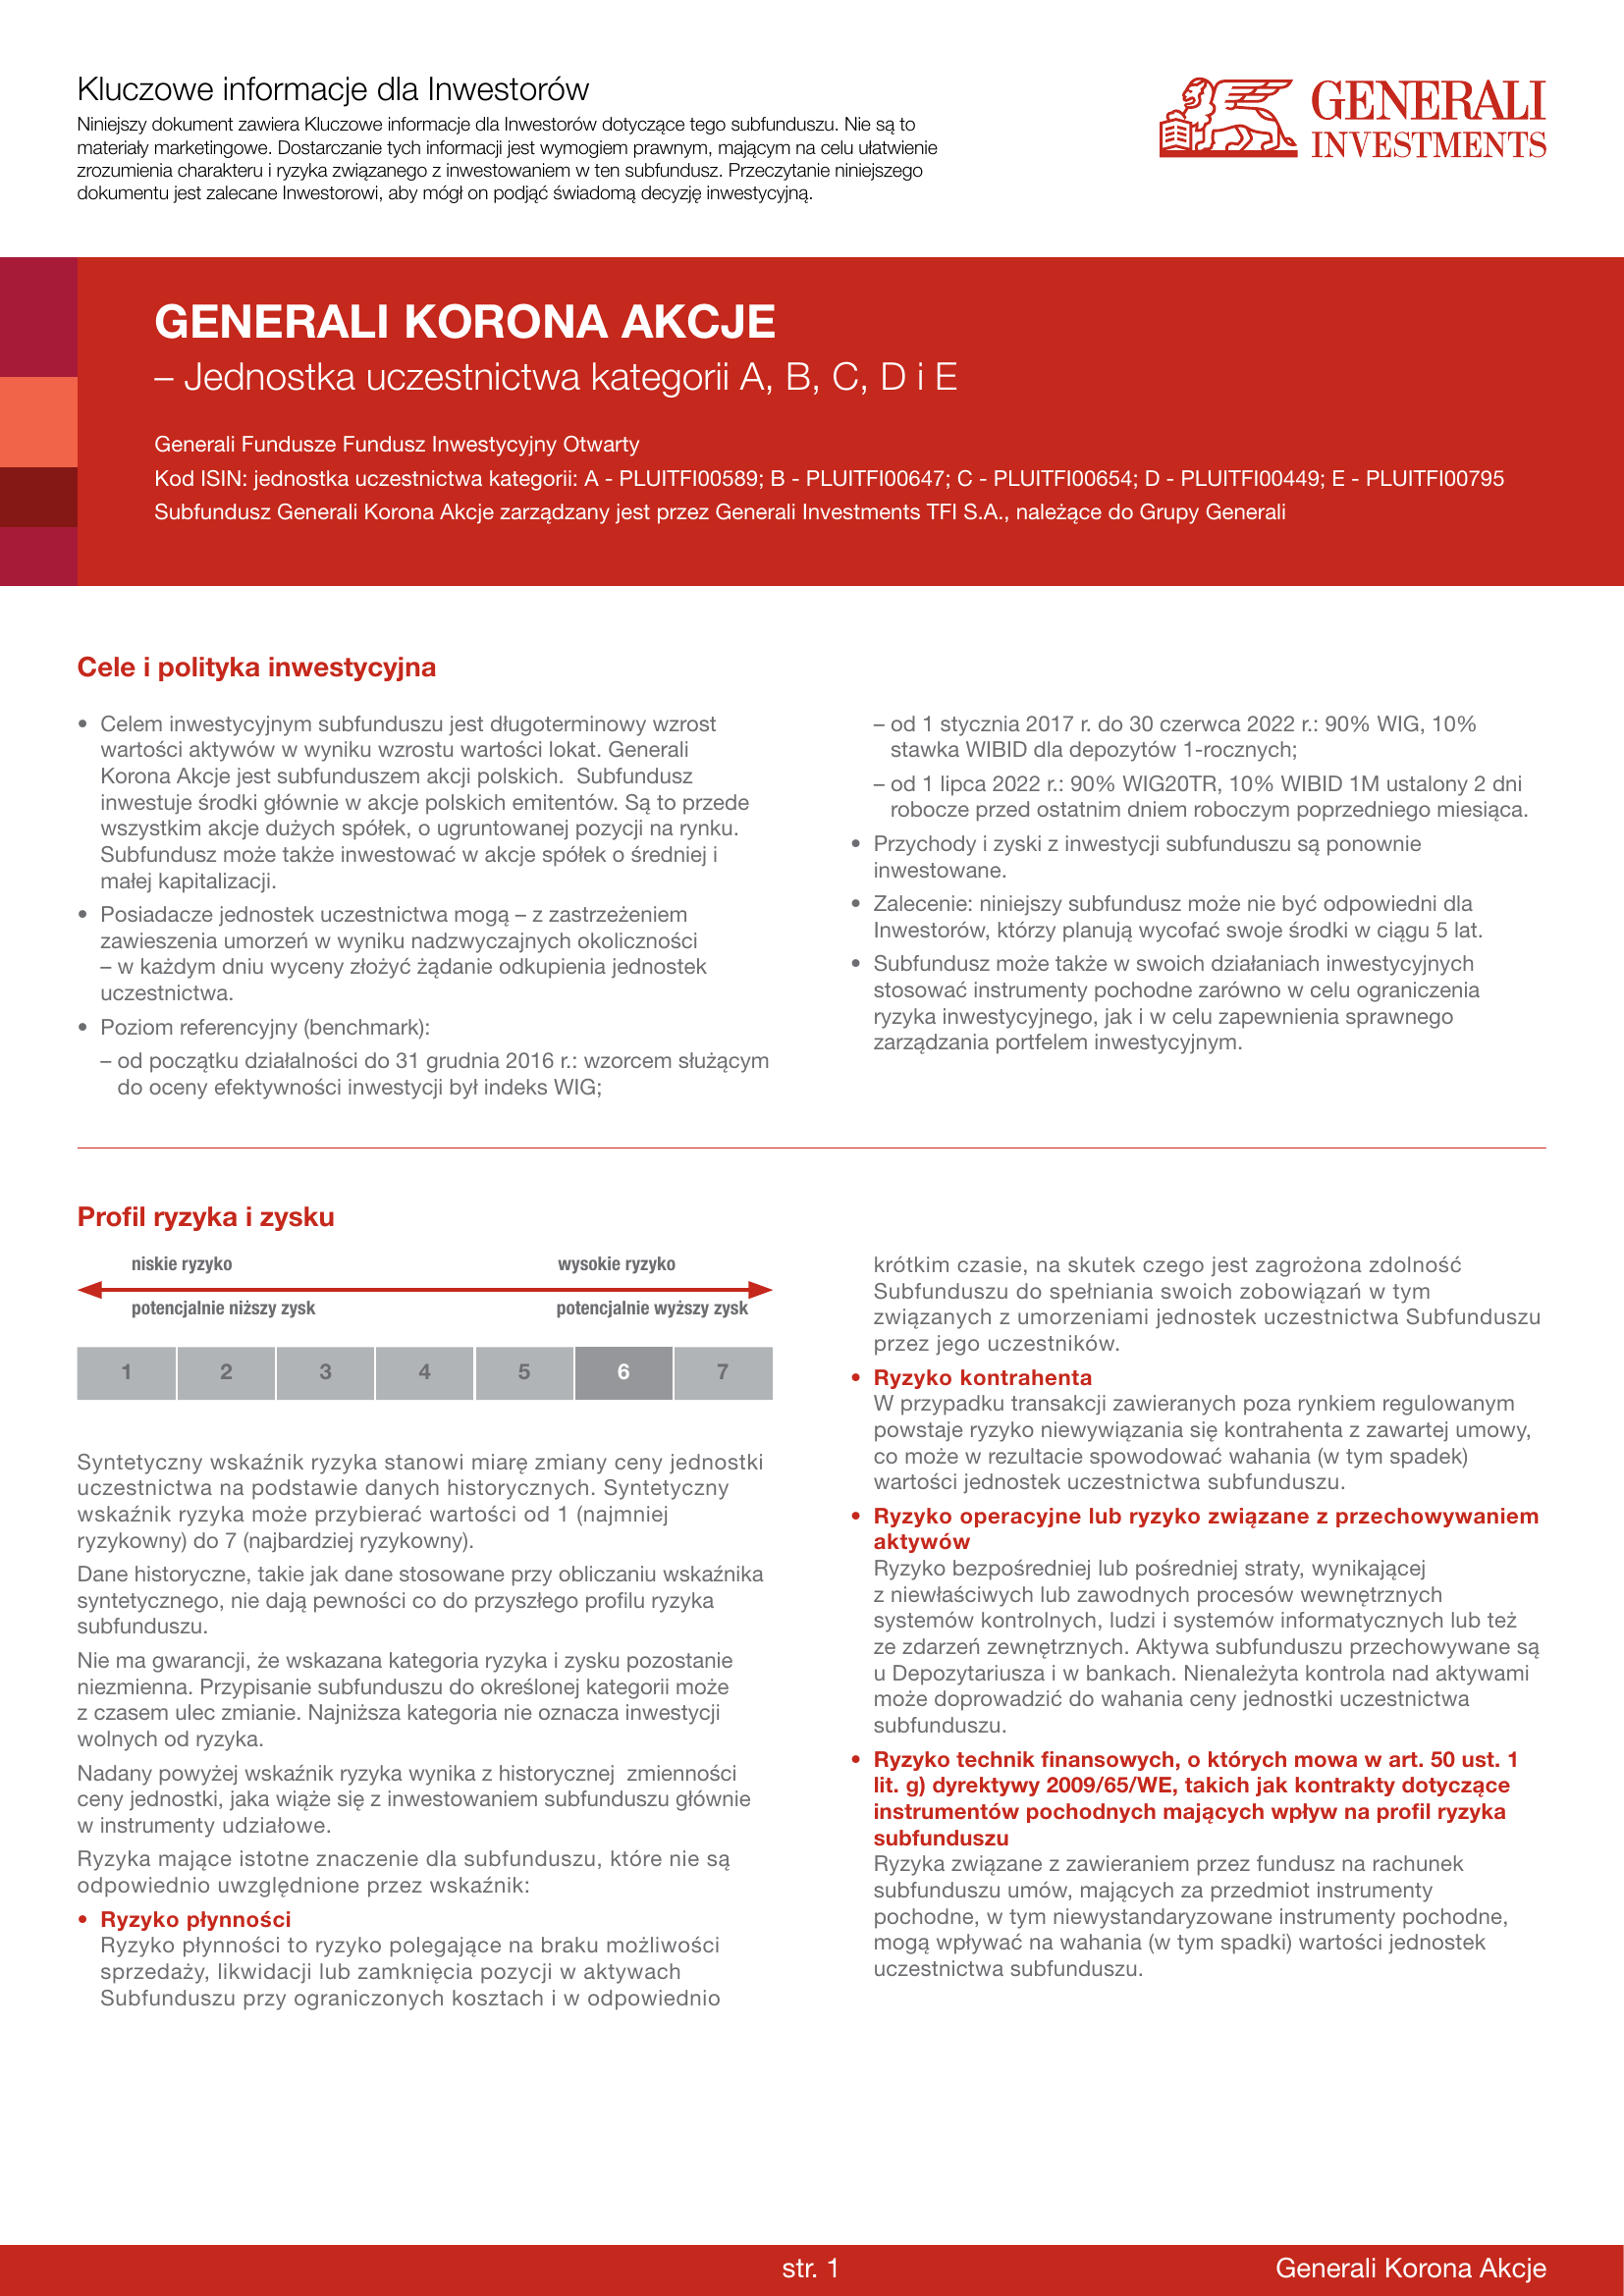 Kluczowe informacje dla Inwestorów
Niniejszy dokument zawiera Kluczowe informacje dla Inwestorów dotyczące tego subfunduszu. Nie są to
materiały marketingowe. Dostarczanie tych informacji jest wymogiem prawnym, mającym na celu ułatwienie
zrozumienia charakteru i ryzyka związanego z inwestowaniem w ten subfundusz. Przeczytanie niniejszego
dokumentu jest zalecane Inwestorowi, aby mógł on podjąć świadomą decyzję inwestycyjną.
GENERALI
INVESTMENTS
GENERALI KORONA AKCJE
– Jednostka uczestnictwa kategorii A, B, C, D i E
Generali Fundusze Fundusz Inwestycyjny Otwarty
Kod ISIN: jednostka uczestnictwa kategorii: A - PLUITFI00589; B - PLUITFI00647; C - PLUITFI00654; D - PLUITFI00449; E - PLUITFI00795
Subfundusz Generali Korona Akcje zarządzany jest przez Generali Investments TFI S.A., należące do Grupy Generali
Cele i polityka inwestycyjna
• Celem inwestycyjnym subfunduszu jest długoterminowy wzrost
wartości aktywów w wyniku wzrostu wartości lokat. Generali
Korona Akcje jest subfunduszem akcji polskich. Subfundusz
inwestuje środki głównie w akcje polskich emitentów. Są to przede
wszystkim akcje dużych spółek, o ugruntowanej pozycji na rynku.
Subfundusz może także inwestować w akcje spółek o średniej i
małej kapitalizacji.
• Posiadacze jednostek uczestnictwa mogą – z zastrzeżeniem
zawieszenia umorzeń w wyniku nadzwyczajnych okoliczności
– w każdym dniu wyceny złożyć żądanie odkupienia jednostek
uczestnictwa.
• Poziom referencyjny (benchmark):
– od początku działalności do 31 grudnia 2016 r.: wzorcem służącym
do oceny efektywności inwestycji był indeks WIG;
– od 1 stycznia 2017 r. do 30 czerwca 2022 r.: 90% WIG, 10%
stawka WIBID dla depozytów 1-rocznych;
– od 1 lipca 2022 r.: 90% WIG20TR, 10% WIBID 1M ustalony 2 dni
robocze przed ostatnim dniem roboczym poprzedniego miesiąca.
• Przychody i zyski z inwestycji subfunduszu są ponownie
inwestowane.
• Zalecenie: niniejszy subfundusz może nie być odpowiedni dla
Inwestorów, którzy planują wycofać swoje środki w ciągu 5 lat.
• Subfundusz może także w swoich działaniach inwestycyjnych
stosować instrumenty pochodne zarówno w celu ograniczenia
ryzyka inwestycyjnego, jak i w celu zapewnienia sprawnego
zarządzania portfelem inwestycyjnym.
Profil ryzyka i zysku
niskie ryzyko wysokie ryzyko
potencjalnie niższy zysk potencjalnie wyższy zysk
1 2 3 4 5 6 7
Syntetyczny wskaźnik ryzyka stanowi miarę zmiany ceny jednostki
uczestnictwa na podstawie danych historycznych. Syntetyczny
wskaźnik ryzyka może przybierać wartości od 1 (najmniej
ryzykowny) do 7 (najbardziej ryzykowny).
Dane historyczne, takie jak dane stosowane przy obliczaniu wskaźnika
syntetycznego, nie dają pewności co do przyszłego profilu ryzyka
subfunduszu.
Nie ma gwarancji, że wskazana kategoria ryzyka i zysku pozostanie
niezmienna. Przypisanie subfunduszu do określonej kategorii może
z czasem ulec zmianie. Najniższa kategoria nie oznacza inwestycji
wolnych od ryzyka.
Nadany powyżej wskaźnik ryzyka wynika z historycznej zmienności
ceny jednostki, jaka wiąże się z inwestowaniem subfunduszu głównie
w instrumenty udziałowe.
Ryzyka mające istotne znaczenie dla subfunduszu, które nie są
odpowiednio uwzględnione przez wskaźnik:
• Ryzyko płynności
Ryzyko płynności to ryzyko polegające na braku możliwości
sprzedaży, likwidacji lub zamknięcia pozycji w aktywach
Subfunduszu przy ograniczonych kosztach i w odpowiednio
krótkim czasie, na skutek czego jest zagrożona zdolność
Subfunduszu do spełniania swoich zobowiązań w tym
związanych z umorzeniami jednostek uczestnictwa Subfunduszu
przez jego uczestników.
• Ryzyko kontrahenta
W przypadku transakcji zawieranych poza rynkiem regulowanym
powstaje ryzyko niewywiązania się kontrahenta z zawartej umowy,
co może w rezultacie spowodować wahania (w tym spadek)
wartości jednostek uczestnictwa subfunduszu.
• Ryzyko operacyjne lub ryzyko związane z przechowywaniem
aktywów
Ryzyko bezpośredniej lub pośredniej straty, wynikającej
z niewłaściwych lub zawodnych procesów wewnętrznych
systemów kontrolnych, ludzi i systemów informatycznych lub też
ze zdarzeń zewnętrznych. Aktywa subfunduszu przechowywane są
u Depozytariusza i w bankach. Nienależyta kontrola nad aktywami
może doprowadzić do wahania ceny jednostki uczestnictwa
subfunduszu.
• Ryzyko technik finansowych, o których mowa w art. 50 ust. 1
lit. g) dyrektywy 2009/65/WE, takich jak kontrakty dotyczące
instrumentów pochodnych mających wpływ na profil ryzyka
subfunduszu
Ryzyka związane z zawieraniem przez fundusz na rachunek
subfunduszu umów, mających za przedmiot instrumenty
pochodne, w tym niewystandaryzowane instrumenty pochodne,
mogą wpływać na wahania (w tym spadki) wartości jednostek
uczestnictwa subfunduszu.
str. 1
Generali Korona Akcje